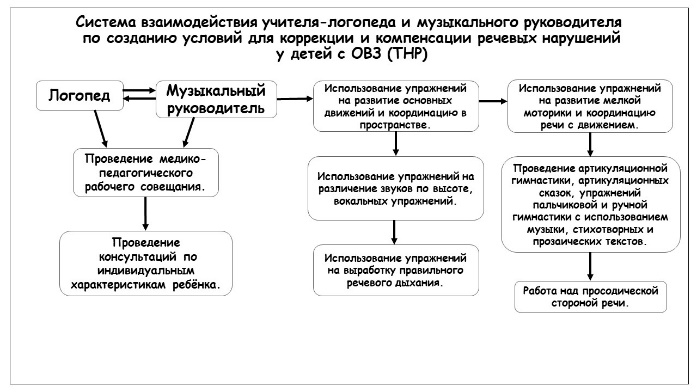 Система взаимодействия учителя-логопеда и музыкального руководителя
по созданию условий для коррекции и компенсации речевых нарушений
у детей с ОВЗ (ТНР)
Логопед
Музыкальный
руководитель
Использование упражнений
на развитие основных
движений и координацию в
пространстве.
Использование упражнений
на развитие мелкой
моторики и координацию
речи с движением.
Проведение медико-
педагогического
рабочего совещания.
Использование упражнений на
различение звуков по высоте,
вокальных упражнений.
Проведение артикуляционной
гимнастики, артикуляционных
сказок, упражнений
пальчиковой и ручной
гимнастики с использованием
музыки, стихотворных и
прозаических текстов.
Проведение
консультаций по
индивидуальным
характеристикам ребёнка.
Использование упражнений
на выработку правильного
речевого дыхания.
Работа над просодической
стороной речи.